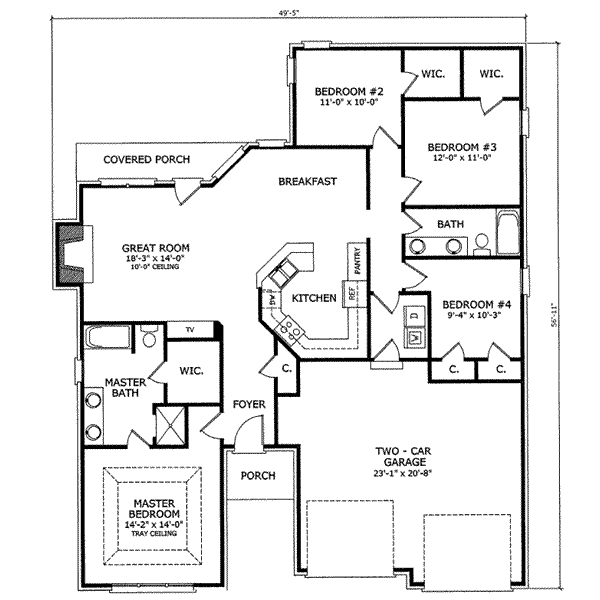 49'-5"
BEDROOM #2
11'-0" x 10'-0"
WIC.
WIC.
BEDROOM #3
12'-0" x 11'-0"
COVERED PORCH
BREAKFAST
BATH
GREAT ROOM
18'-3" x 14'-0"
10'-0" CEILING
PANTRY
KITCHEN
DW
REF
BEDROOM #4
9'-4" x 10'-3"
D
W
56'-11"
TV
MASTER
BATH
WIC.
C.
C.
C.
FOYER
PORCH
TWO - CAR
GARAGE
23'-1" x 20'-8"
MASTER
BEDROOM
14'-2" x 14'-0"
TRAY CEILING